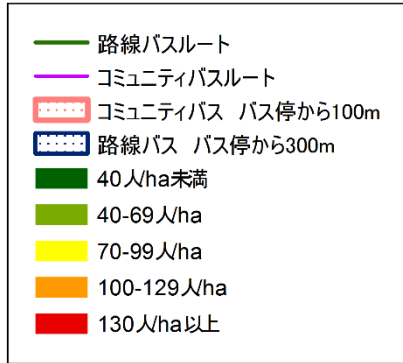 路線バスルート
コミュニティバスルート
コミュニティバス バス停から100m
路線バス バス停から300m
40人/ha未満
40-69人/ha
70-99人/ha
100-129人/ha
130人/ha以上